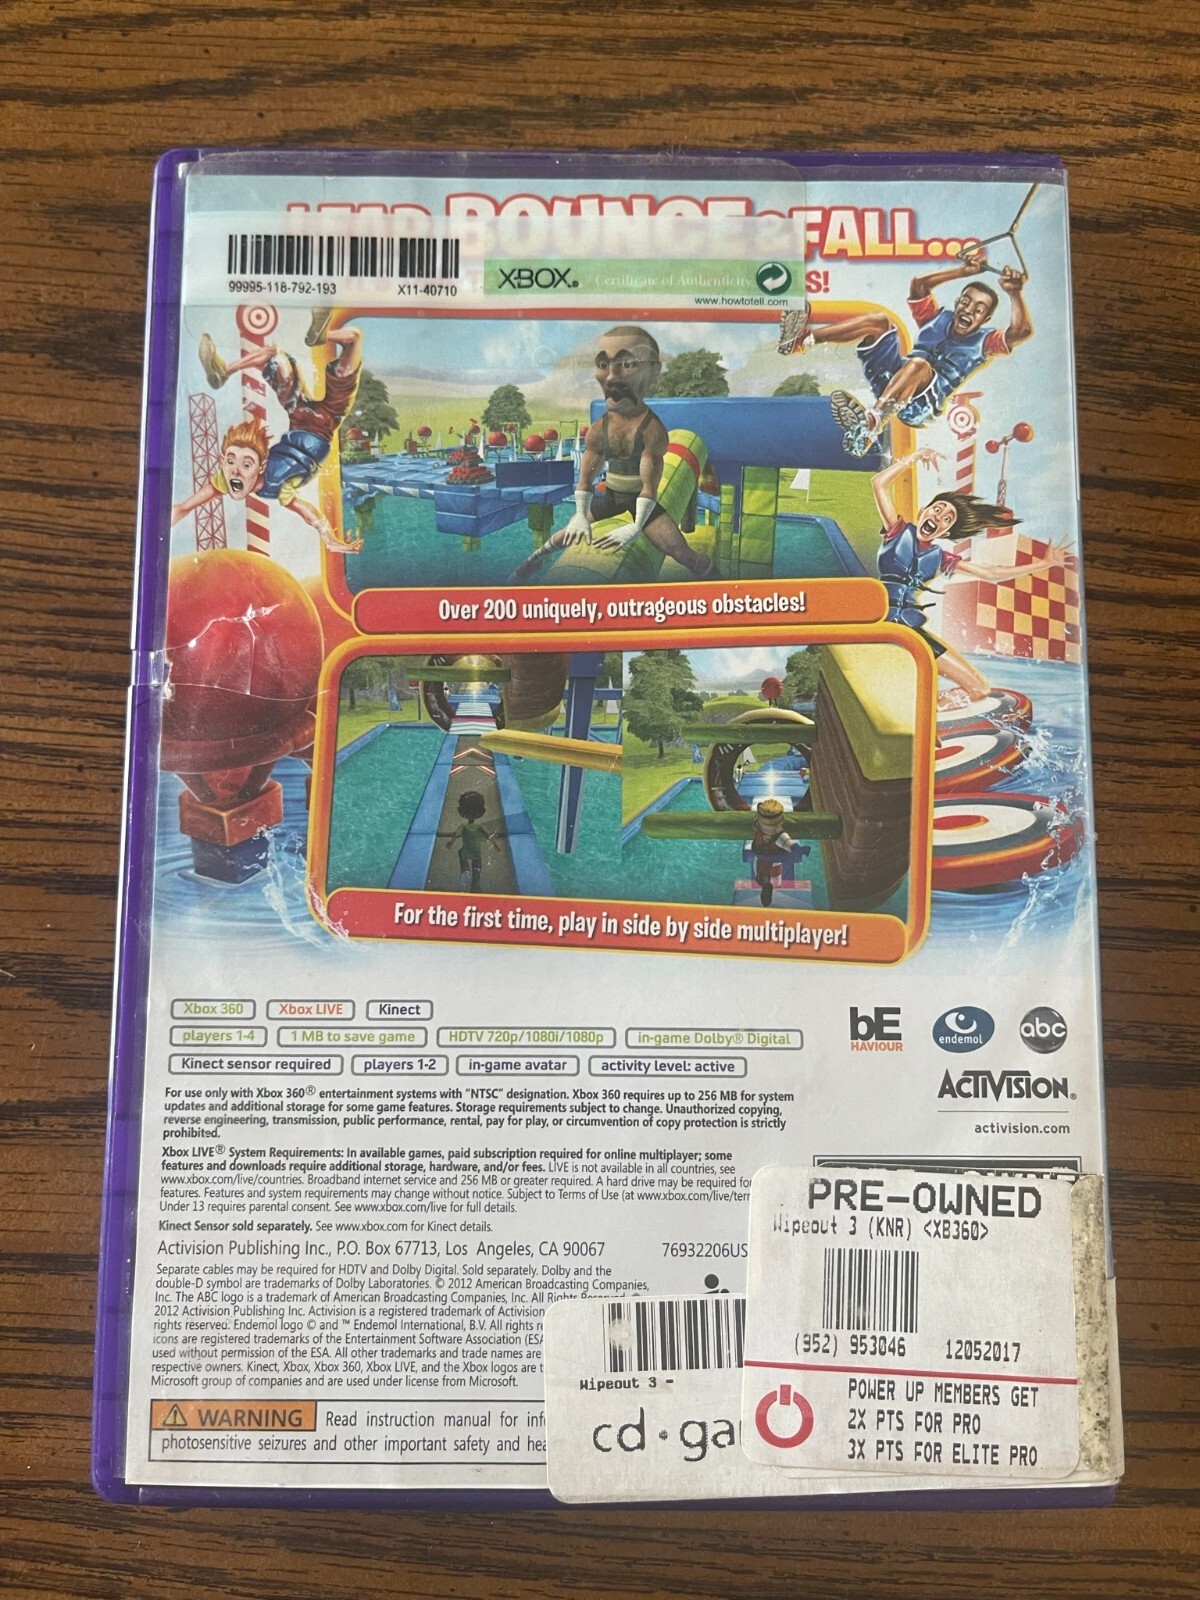 BOUNCE & FALL...
S!
99995-118-792-193 X11-40710
XBOX® Certificate of Authenticity
www.howtotell.com
Over 200 uniquely, outrageous obstacles!
For the first time, play in side by side multiplayer!
Xbox 360 Xbox LIVE Kinect
players 1-4 1 MB to save game HDTV 720p/1080i/1080p in-game Dolby® Digital
Kinect sensor required players 1-2 in-game avatar activity level: active
bE
HAVIOUR
endemol
abc
ACTIVISION®
activision.com
For use only with Xbox 360® entertainment systems with "NTSC" designation. Xbox 360 requires up to 256 MB for system
updates and additional storage for some game features. Storage requirements subject to change. Unauthorized copying,
reverse engineering, transmission, public performance, rental, pay for play, or circumvention of copy protection is strictly
prohibited.
Xbox LIVE® System Requirements: In available games, paid subscription required for online multiplayer; some
features and downloads require additional storage, hardware, and/or fees. LIVE is not available in all countries, see
www.xbox.com/live/countries. Broadband internet service and 256 MB or greater required. A hard drive may be required for
features. Features and system requirements may change without notice. Subject to Terms of Use (at www.xbox.com/live/ter
Under 13 requires parental consent. See www.xbox.com/live for full details.
Kinect Sensor sold separately. See www.xbox.com for Kinect details.
Activision Publishing Inc., P.O. Box 67713, Los Angeles, CA 90067 76932206US
Separate cables may be required for HDTV and Dolby Digital. Sold separately. Dolby and the
double-D symbol are trademarks of Dolby Laboratories. © 2012 American Broadcasting Companies,
Inc. The ABC logo is a trademark of American Broadcasting Companies, Inc. All Rights
2012 Activision Publishing Inc. Activision is a registered trademark of Activision
rights reserved. Endemol logo © and ™ Endemol International, B.V. All rights r
icons are registered trademarks of the Entertainment Software Association (ESA
used without permission of the ESA. All other trademarks and trade names are
respective owners. Kinect, Xbox, Xbox 360, Xbox LIVE, and the Xbox logos are t
Microsoft group of companies and are used under license from Microsoft.
WARNING Read instruction manual for inf
photosensitive seizures and other important safety and hea
Wipeout 3 -
cd • ga
PRE-OWNED
Wipeout 3 (KNR) <XB360>
(952) 953046 12052017
POWER UP MEMBERS GET
2X PTS FOR PRO
3X PTS FOR ELITE PRO